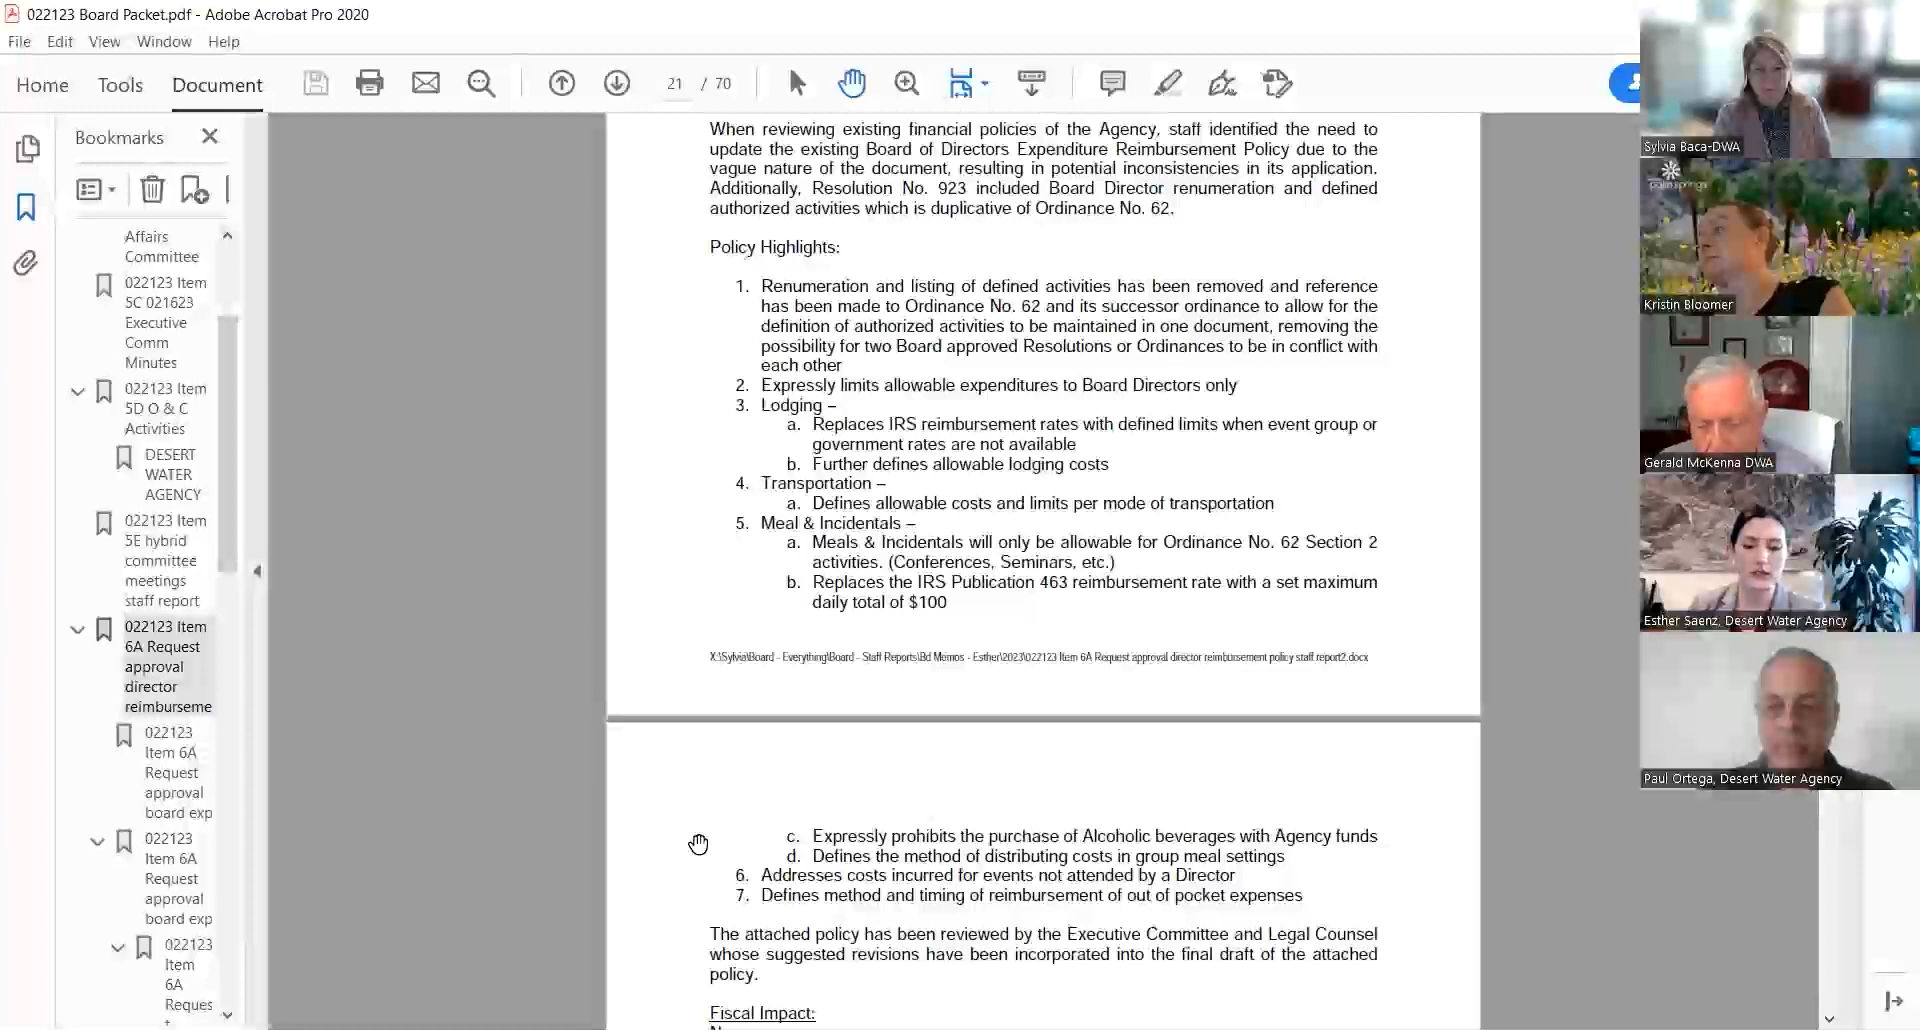 022123 Board Packet.pdf - Adobe Acrobat Pro 2020
File Edit View Window Help
Home Tools Document 21 / 70
Bookmarks
Affairs
Committee
022123 Item
5C 021623
Executive
Comm
Minutes
022123 Item
5D O & C
Activities
DESERT
WATER
AGENCY
022123 Item
5E hybrid
committee
meetings
staff report
022123 Item
6A Request
approval
director
reimburseme
022123
Item 6A
Request
approval
board exp
022123
Item 6A
Request
approval
board exp
022123
Item
6A
Reques
When reviewing existing financial policies of the Agency, staff identified the need to
update the existing Board of Directors Expenditure Reimbursement Policy due to the
vague nature of the document, resulting in potential inconsistencies in its application.
Additionally, Resolution No. 923 included Board Director renumeration and defined
authorized activities which is duplicative of Ordinance No. 62.
Policy Highlights:
1. Renumeration and listing of defined activities has been removed and reference
has been made to Ordinance No. 62 and its successor ordinance to allow for the
definition of authorized activities to be maintained in one document, removing the
possibility for two Board approved Resolutions or Ordinances to be in conflict with
each other
2. Expressly limits allowable expenditures to Board Directors only
3. Lodging –
a. Replaces IRS reimbursement rates with defined limits when event group or
government rates are not available
b. Further defines allowable lodging costs
4. Transportation –
a. Defines allowable costs and limits per mode of transportation
5. Meal & Incidentals –
a. Meals & Incidentals will only be allowable for Ordinance No. 62 Section 2
activities. (Conferences, Seminars, etc.)
b. Replaces the IRS Publication 463 reimbursement rate with a set maximum
daily total of $100
X:\Sylvia\Board - Everything\Board - Staff Reports\Bd Memos - Esther\2023\022123 Item 6A Request approval director reimbursement policy staff report2.docx
c. Expressly prohibits the purchase of Alcoholic beverages with Agency funds
d. Defines the method of distributing costs in group meal settings
6. Addresses costs incurred for events not attended by a Director
7. Defines method and timing of reimbursement of out of pocket expenses
The attached policy has been reviewed by the Executive Committee and Legal Counsel
whose suggested revisions have been incorporated into the final draft of the attached
policy.
Fiscal Impact:
Sylvia Baca-DWA
palm springs
Kristin Bloomer
Gerald McKenna DWA
Esther Saenz, Desert Water Agency
Paul Ortega, Desert Water Agency